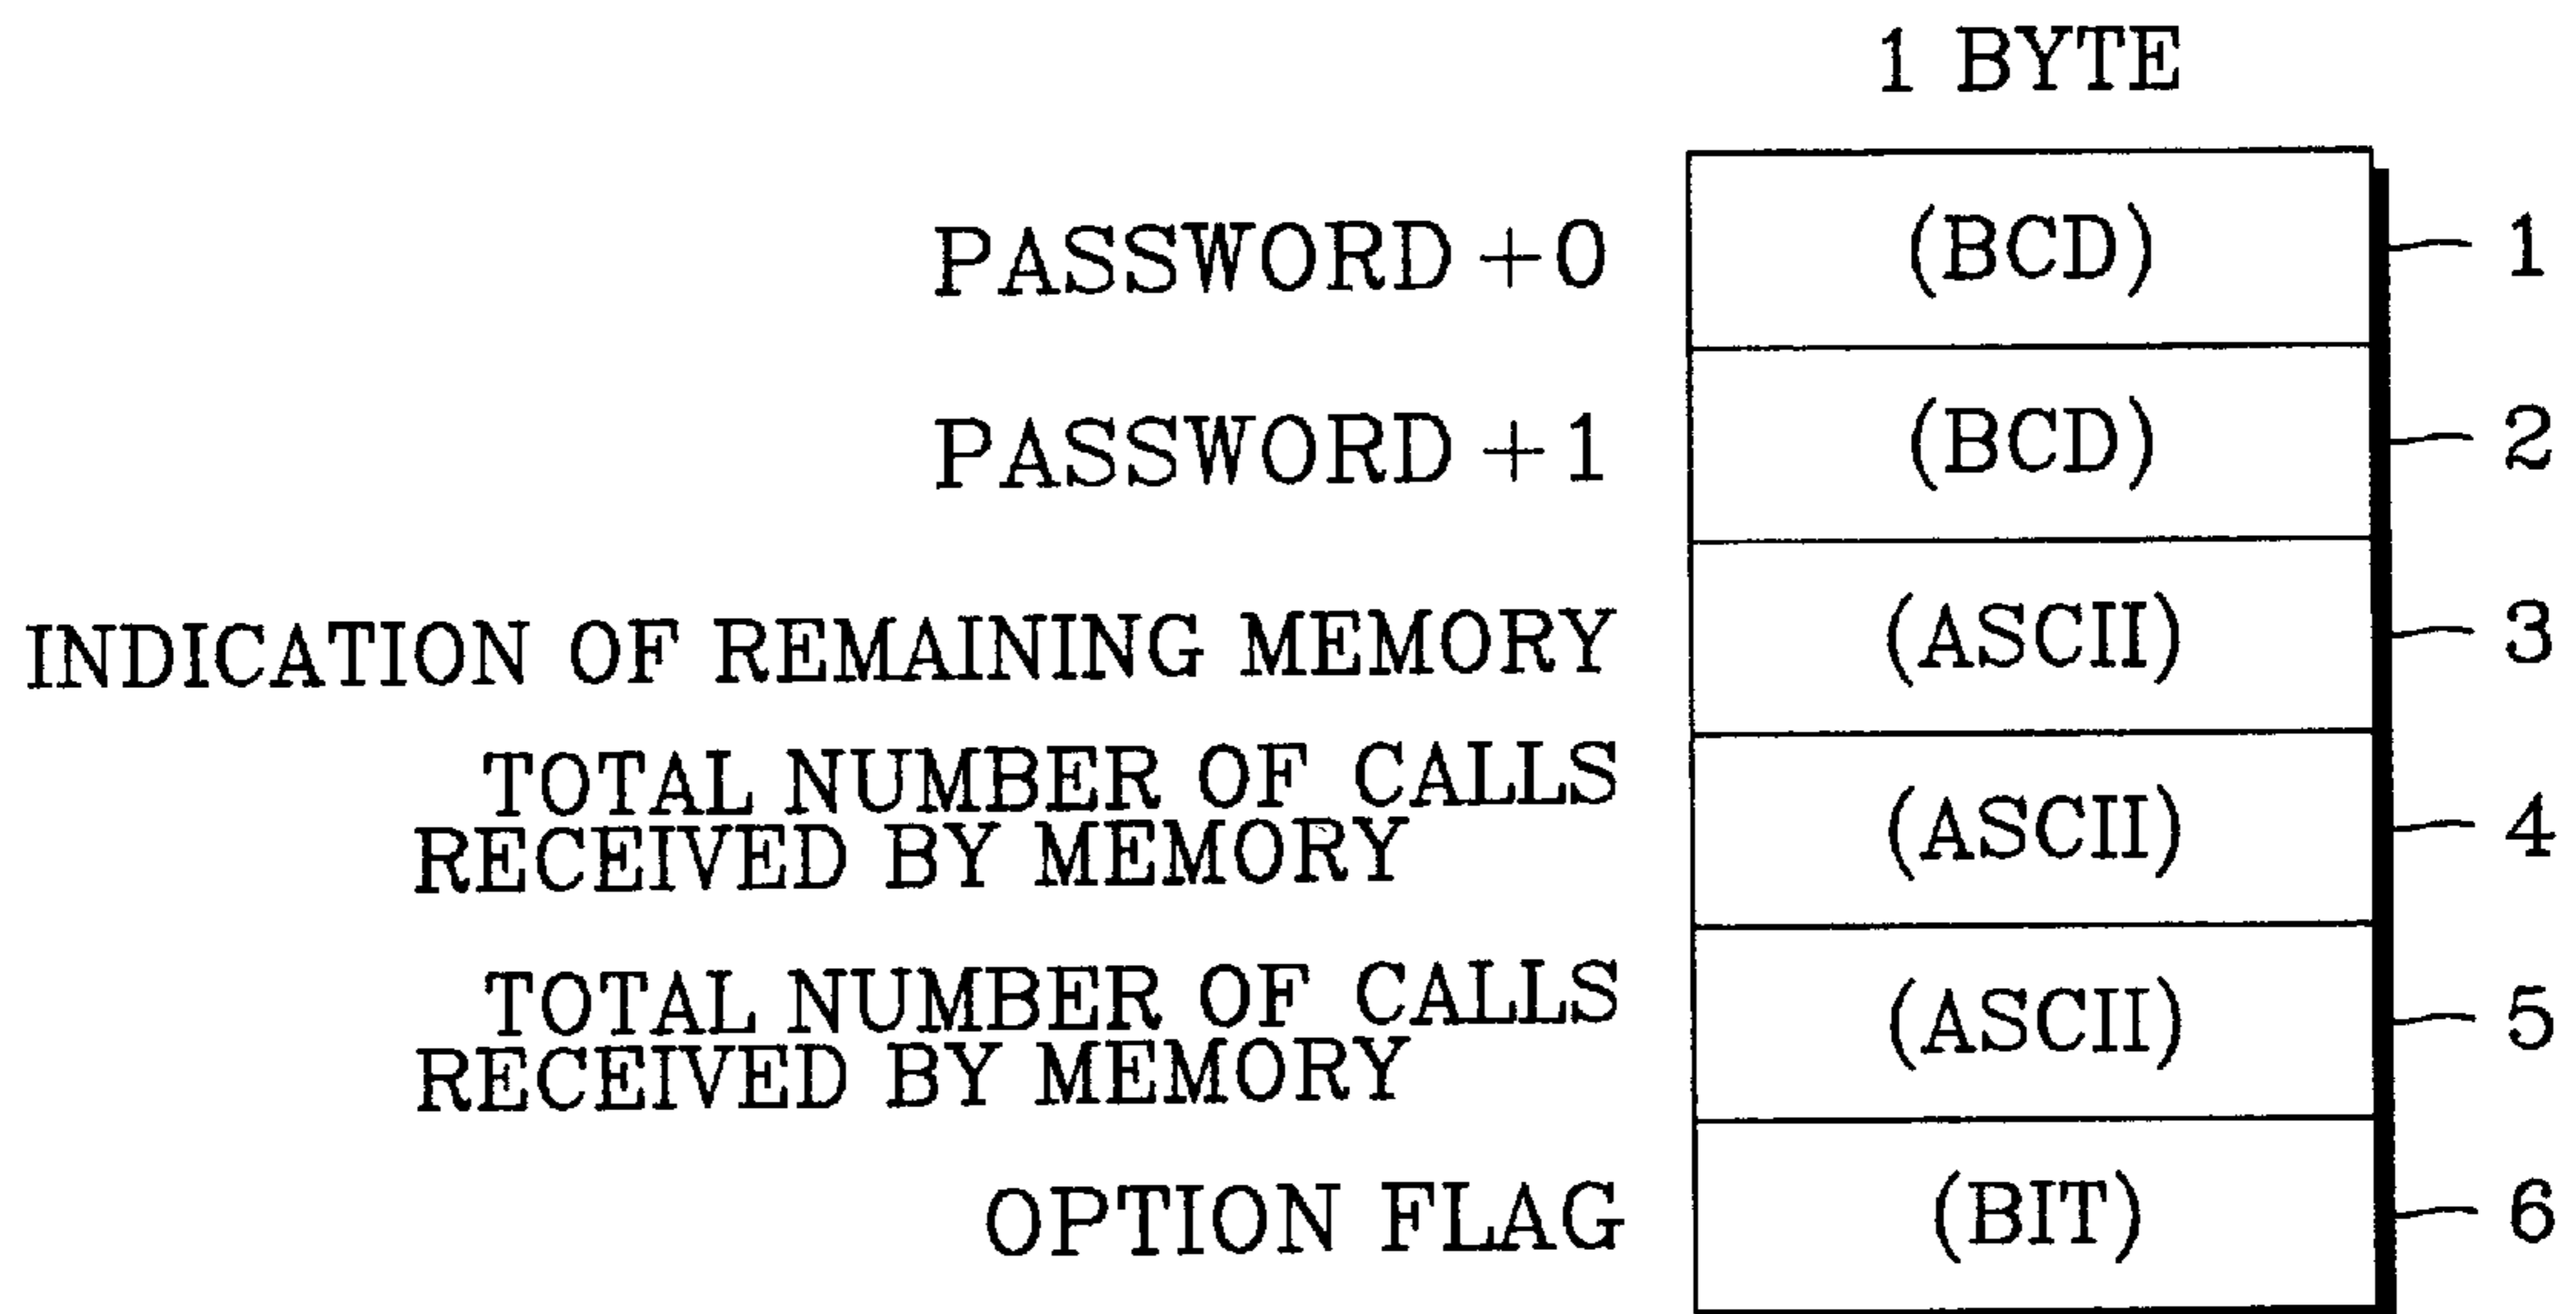 1 BYTE
PASSWORD +0 (BCD) 1
PASSWORD +1 (BCD) 2
INDICATION OF REMAINING MEMORY (ASCII) 3
TOTAL NUMBER OF CALLS
RECEIVED BY MEMORY (ASCII) 4
TOTAL NUMBER OF CALLS
RECEIVED BY MEMORY (ASCII) 5
OPTION FLAG (BIT) 6